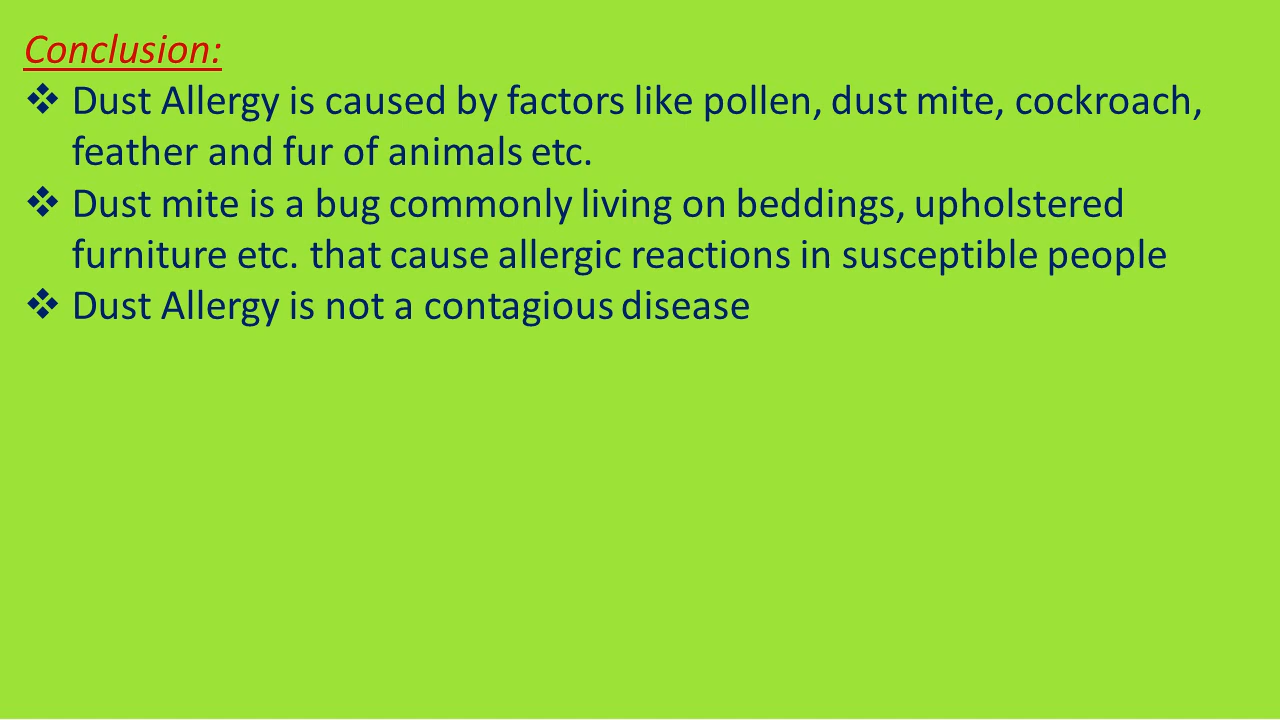 Conclusion:
❖ Dust Allergy is caused by factors like pollen, dust mite, cockroach,
feather and fur of animals etc.
❖ Dust mite is a bug commonly living on beddings, upholstered
furniture etc. that cause allergic reactions in susceptible people
❖ Dust Allergy is not a contagious disease